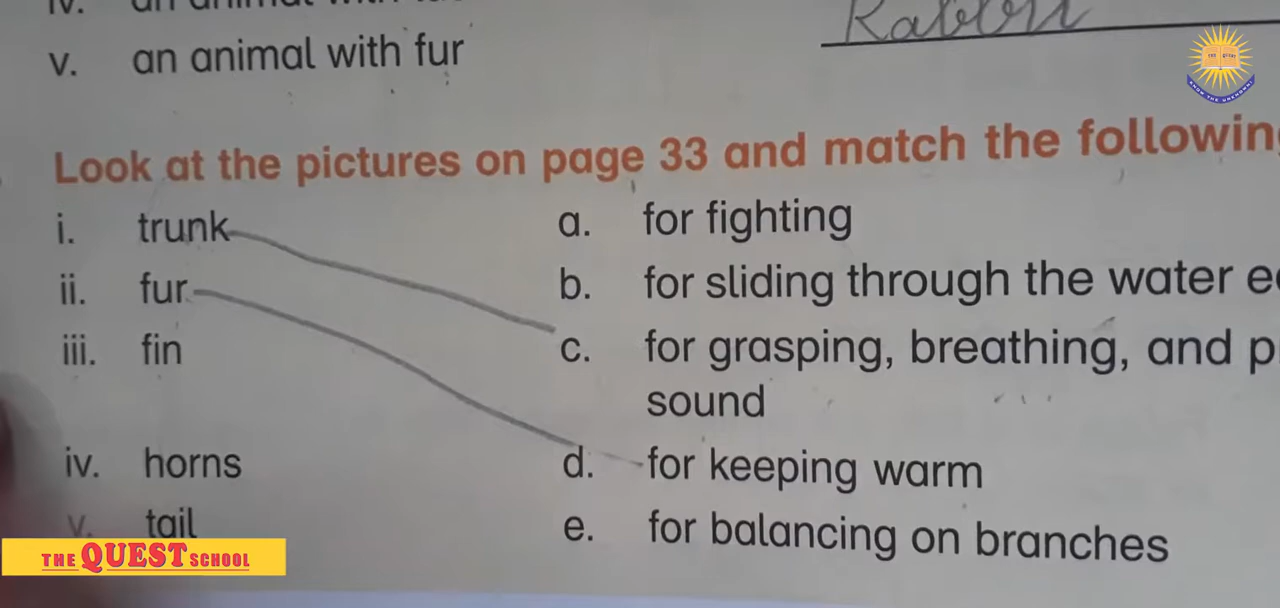 v. an animal with fur
Look at the pictures on page 33 and match the
i. trunk a. for fighting
ii. fur b. for sliding through the water
iii. fin c. for grasping, breathing, and
sound
iv. horns d. for keeping warm
v. tail e. for balancing on branches
THE QUEST SCHOOL